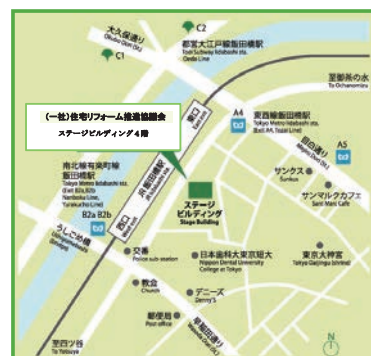 大久保通り
Okubo Dori (St.)
C2
C1
都営大江戸線飯田橋駅
Toei Subway Iidabashi sta.
Oedo Line
至御茶の水
To Ochanomizu
(一社)住宅リフォーム推進協議会
ステージビルディング4階
東口
East exit
A4
東西線飯田橋駅
Tokyo Metro Iidabashi sta.
(Exit A4, Tozai Line)
目白通り
Mejiro Dori (St.)
A5
南北線有楽町線
飯田橋駅
Tokyo Metro Iidabashi sta.
(Exit B2a,B2b
Nanboku Line,
Yurakucho Line)
B2a B2b
JR飯田橋駅
JR Iidabashi sta.
西口
West exit
サンクス
Sunkus
サンマルクカフェ
Saint Marc Café
ステージ
ビルディング
Stage Building
うしごめ橋
交番
Police sub-station
日本歯科大東京短大
Nippon Dental University
College at Tokyo
東京大神宮
Tokyo Daijingu (shrine)
教会
Church
デニーズ
Denny's
郵便局
Post office
早稲田通り
Waseda Dori (St.)
至四ツ谷
To Yotsuya
N